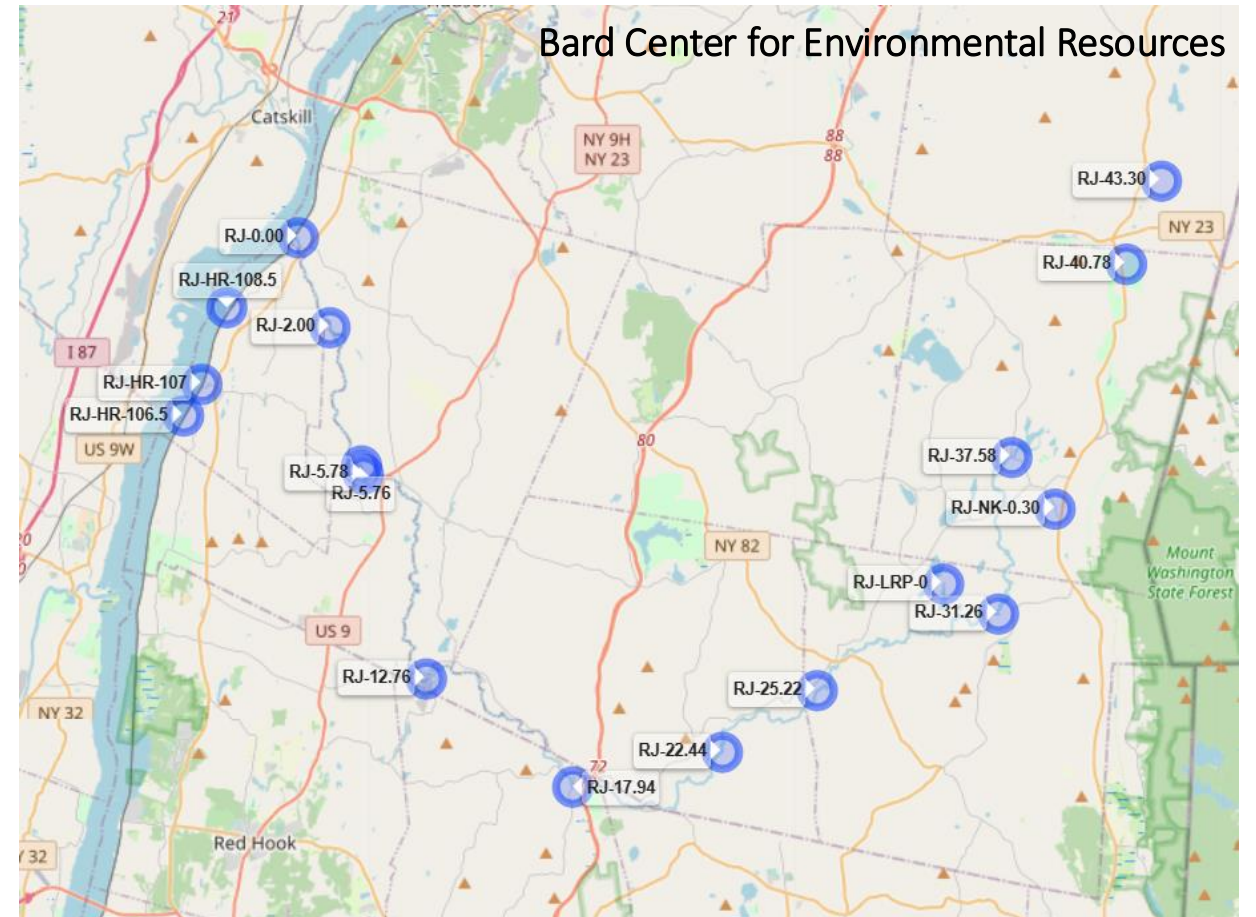 Hudson
21
Bard Center for Environmental Resources
Catskill
NY 9H
NY 23
88
88
RJ-43.30
RJ-0.00
NY 23
RJ-40.78
RJ-HR-108.5
RJ-2.00
I 87
RJ-HR-107
RJ-HR-106.5
US 9W
80
RJ-5.78
RJ-5.76
RJ-37.58
RJ-NK-0.30
NY 82
Mount
Washington
State Forest
RJ-LRP-0
RJ-31.26
US 9
RJ-12.76
RJ-25.22
NY 32
RJ-22.44
72
RJ-17.94
Red Hook
32